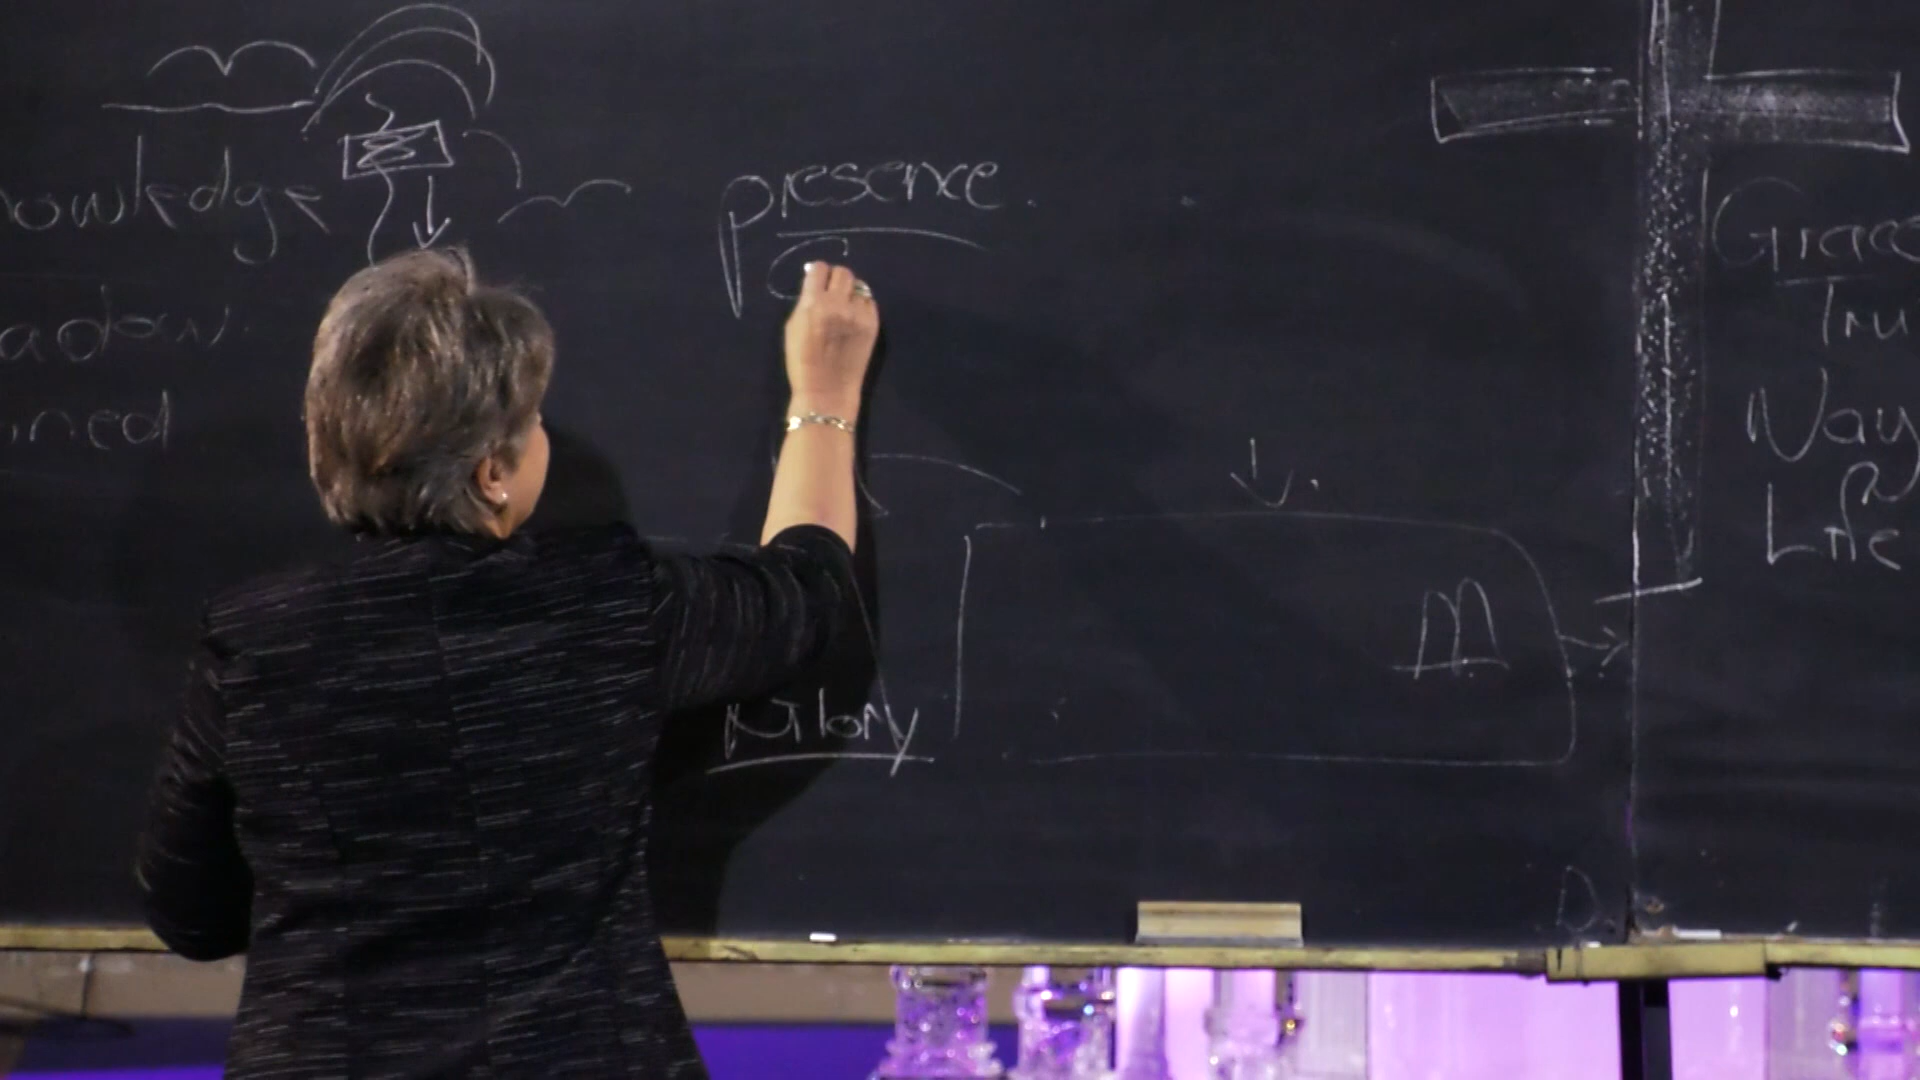 nowledge
presence.
adow.
ined
Glory
M
Grace
Tru
Way
Life
D.